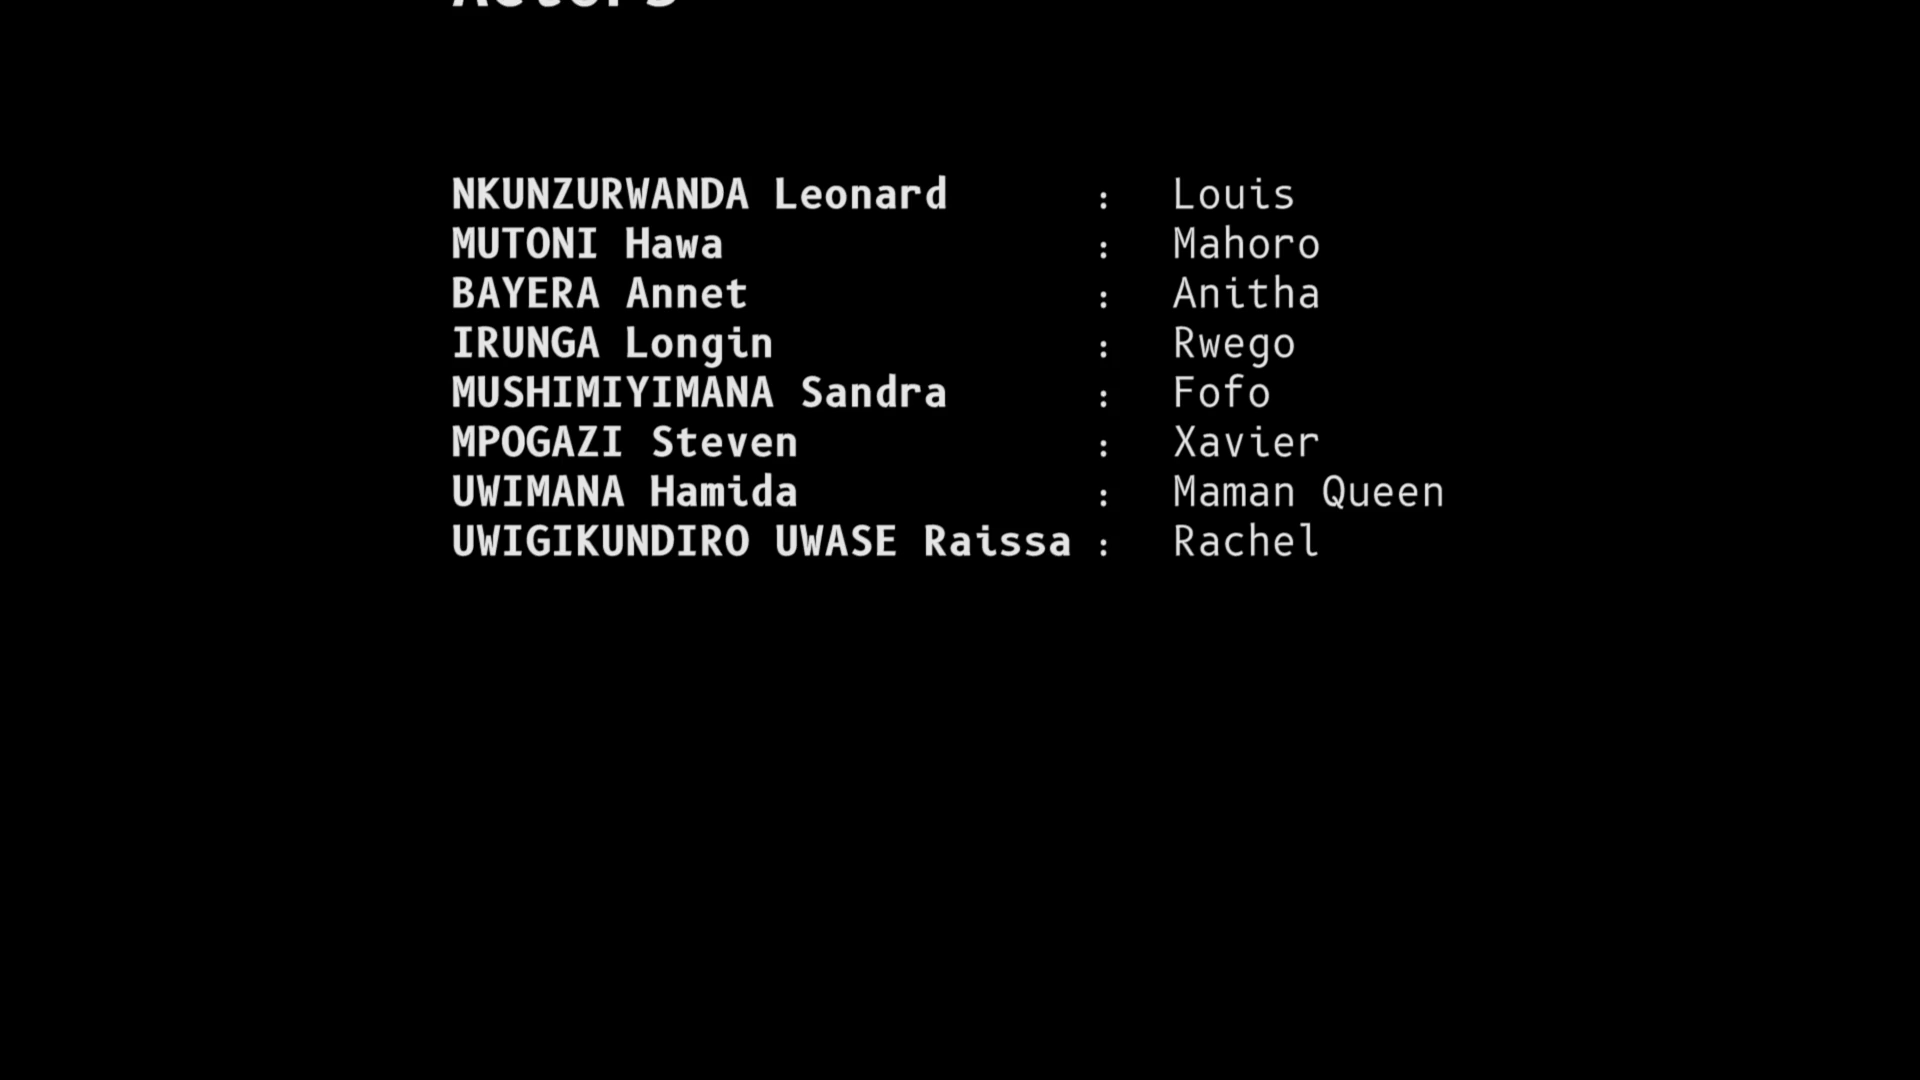 Actors
NKUNZURWANDA Leonard : Louis
MUTONI Hawa : Mahoro
BAYERA Annet : Anitha
IRUNGA Longin : Rwego
MUSHIMIYIMANA Sandra : Fofo
MPOGAZI Steven : Xavier
UWIMANA Hamida : Maman Queen
UWIGIKUNDIRO UWASE Raissa : Rachel